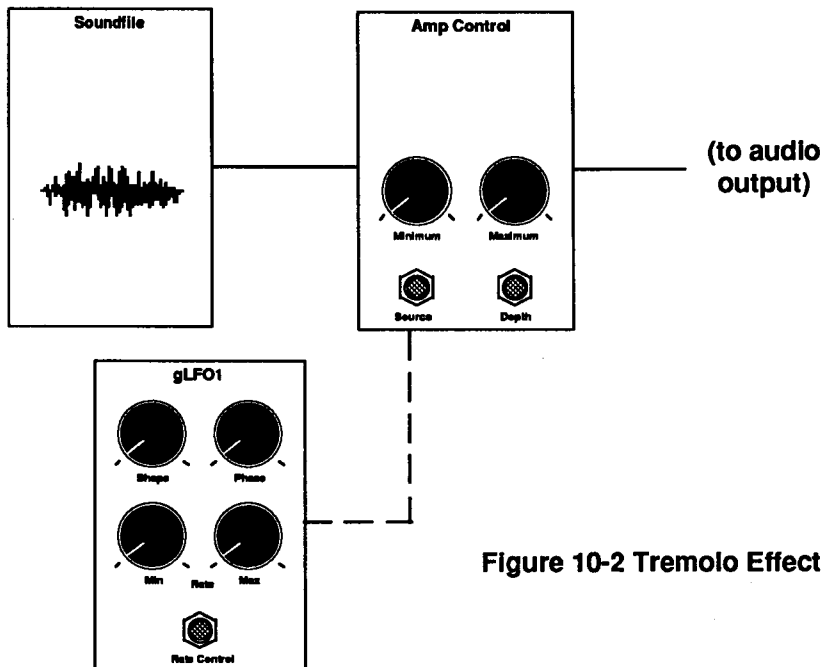 Soundfile
Amp Control
(to audio
output)
Minimum
Maximum
Source
Depth
gLFO1
Shape
Phase
Min
Rate
Max
Rate Control
Figure 10-2 Tremolo Effect